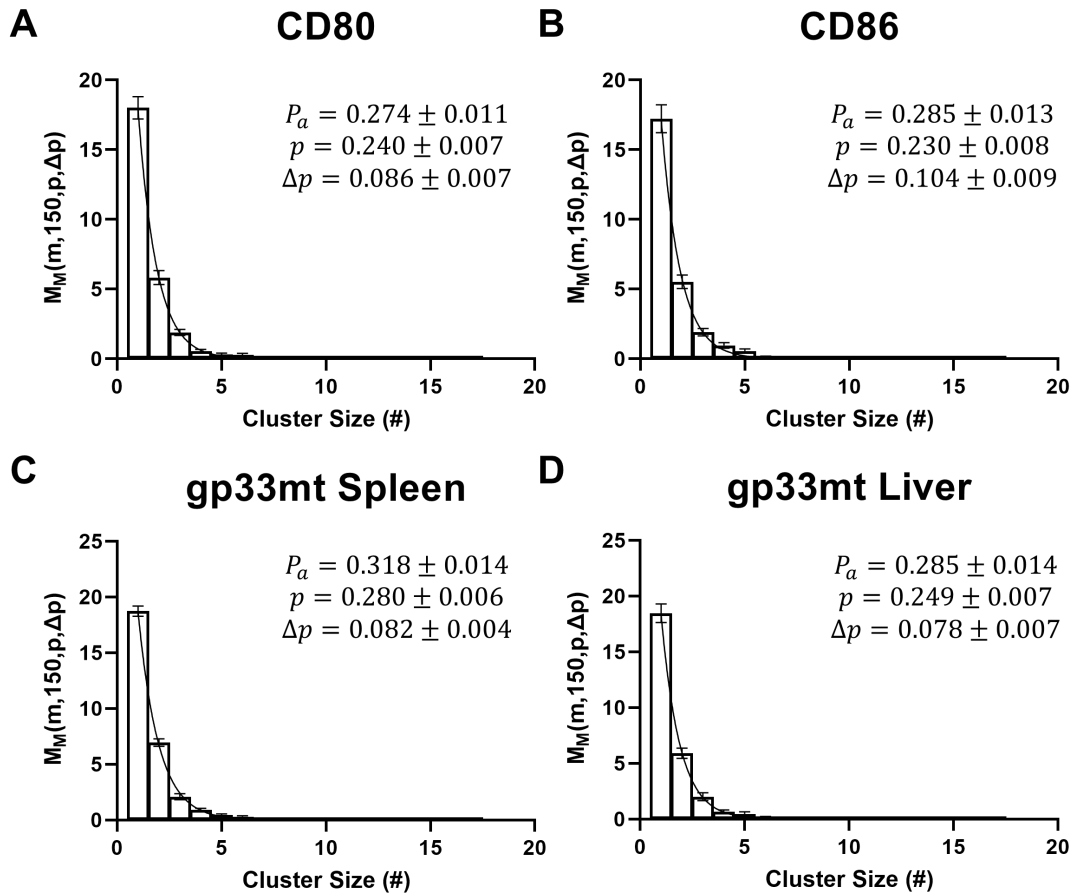 A
CD80
20
15
10
5
0
M_M(m,150,p,Δp)
P_a = 0.274 ± 0.011
p = 0.240 ± 0.007
Δp = 0.086 ± 0.007
0 5 10 15 20
Cluster Size (#)
B
CD86
20
15
10
5
0
M_M(m,150,p,Δp)
P_a = 0.285 ± 0.013
p = 0.230 ± 0.008
Δp = 0.104 ± 0.009
0 5 10 15 20
Cluster Size (#)
C
gp33mt Spleen
25
20
15
10
5
0
M_M(m,150,p,Δp)
P_a = 0.318 ± 0.014
p = 0.280 ± 0.006
Δp = 0.082 ± 0.004
0 5 10 15 20
Cluster Size (#)
D
gp33mt Liver
25
20
15
10
5
0
M_M(m,150,p,Δp)
P_a = 0.285 ± 0.014
p = 0.249 ± 0.007
Δp = 0.078 ± 0.007
0 5 10 15 20
Cluster Size (#)